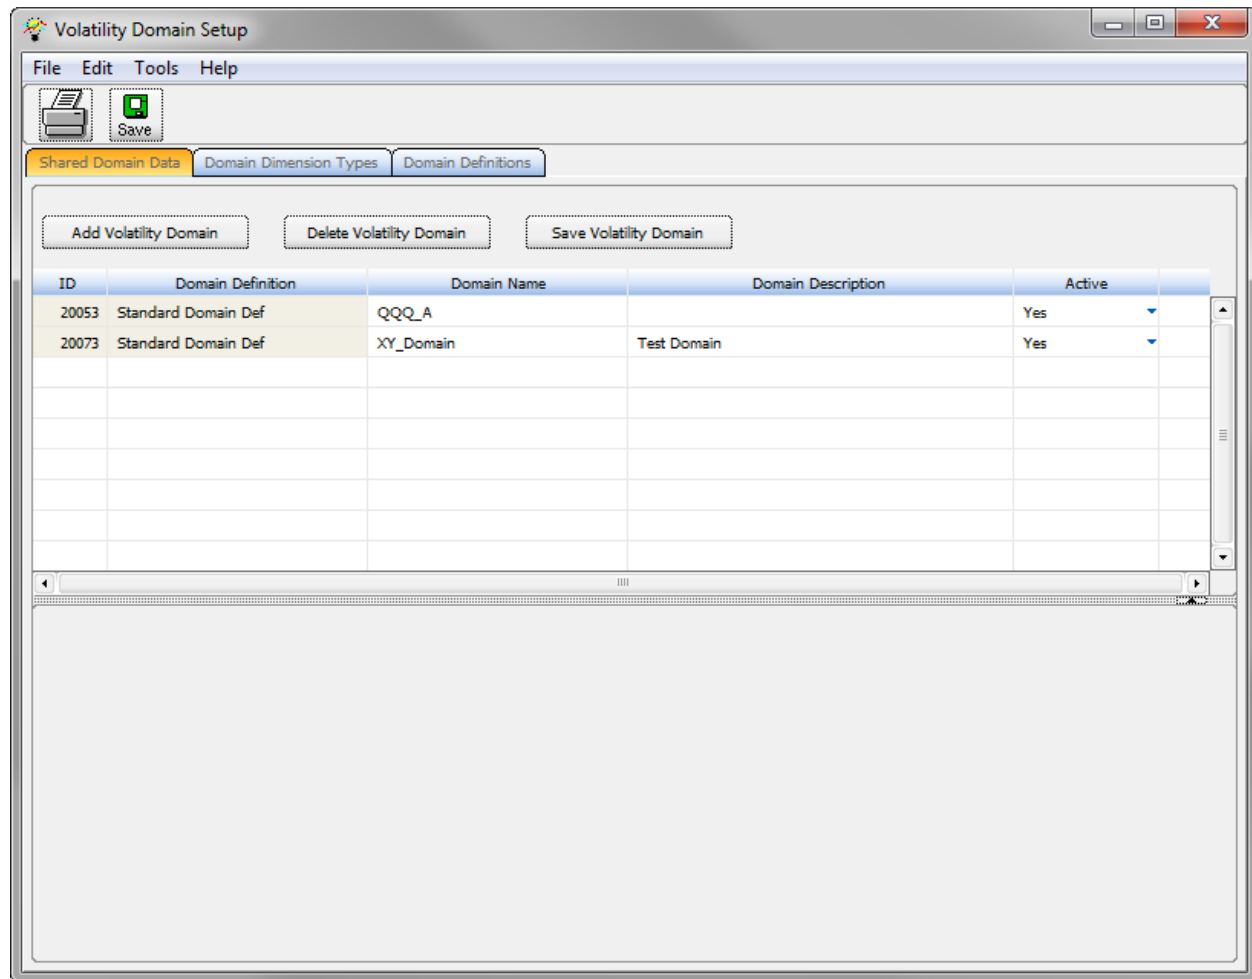 Volatility Domain Setup
File Edit Tools Help
Save
Shared Domain Data Domain Dimension Types Domain Definitions
Add Volatility Domain Delete Volatility Domain Save Volatility Domain
ID Domain Definition Domain Name Domain Description Active
20053 Standard Domain Def QQQ_A Yes
20073 Standard Domain Def XY_Domain Test Domain Yes